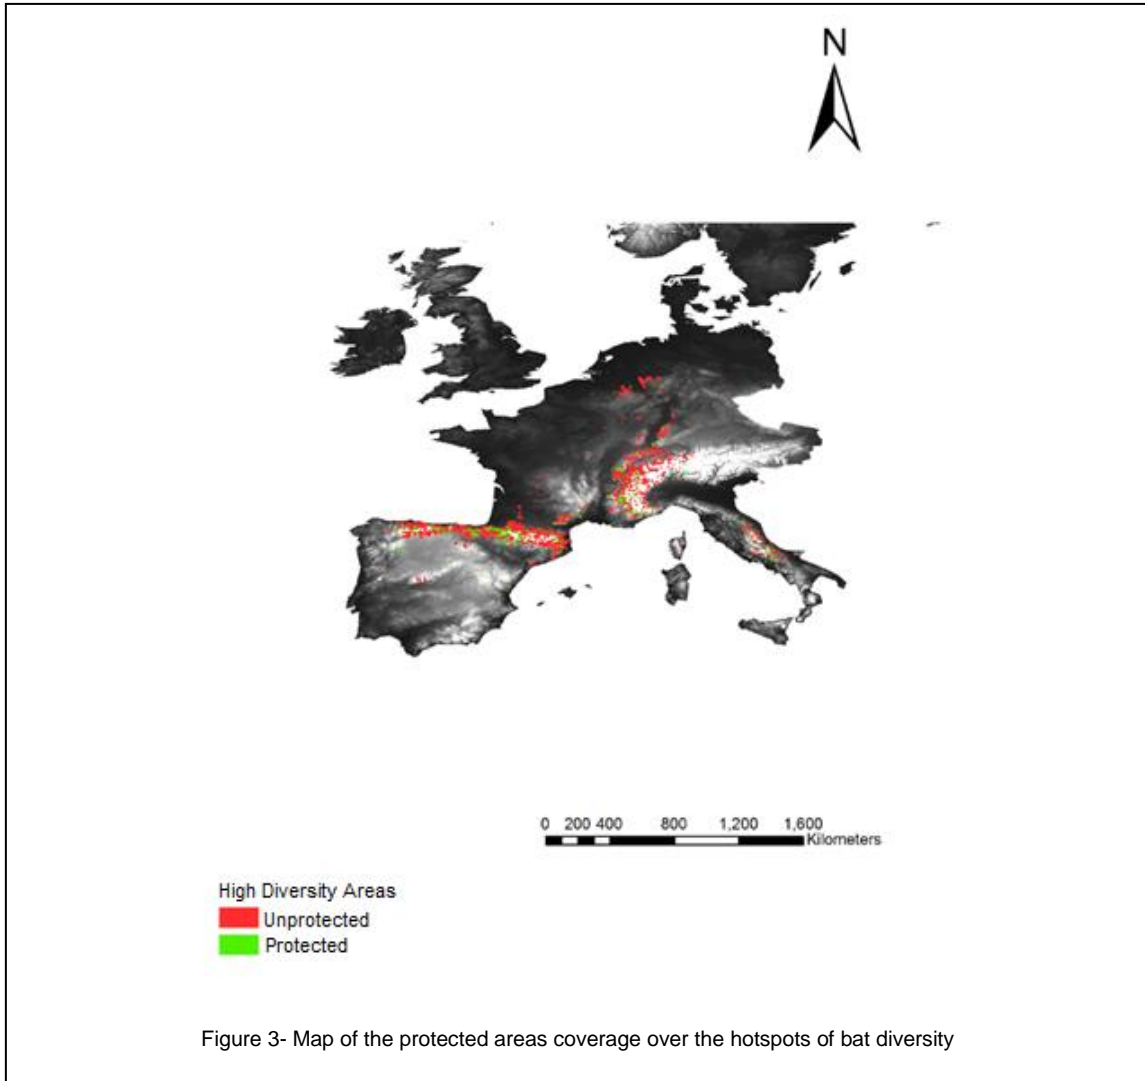 N
0 200 400 800 1,200 1,600
Kilometers
High Diversity Areas
Unprotected
Protected
Figure 3- Map of the protected areas coverage over the hotspots of bat diversity